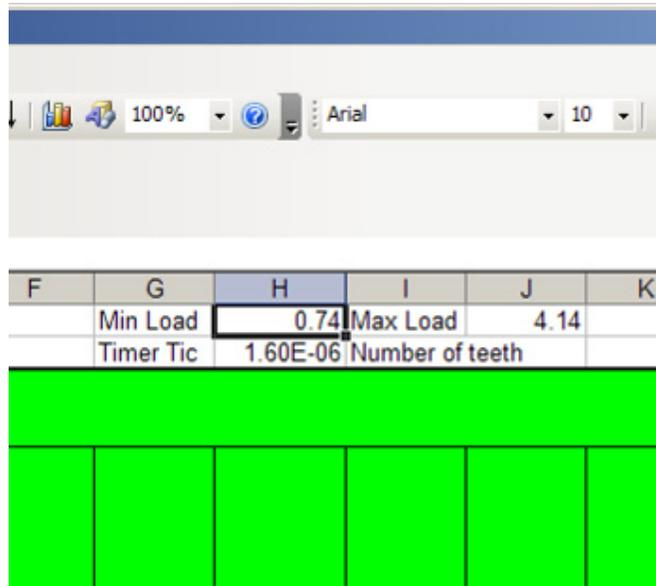 100% Arial 10
F G H I J K
Min Load 0.74 Max Load 4.14
Timer Tic 1.60E-06 Number of teeth